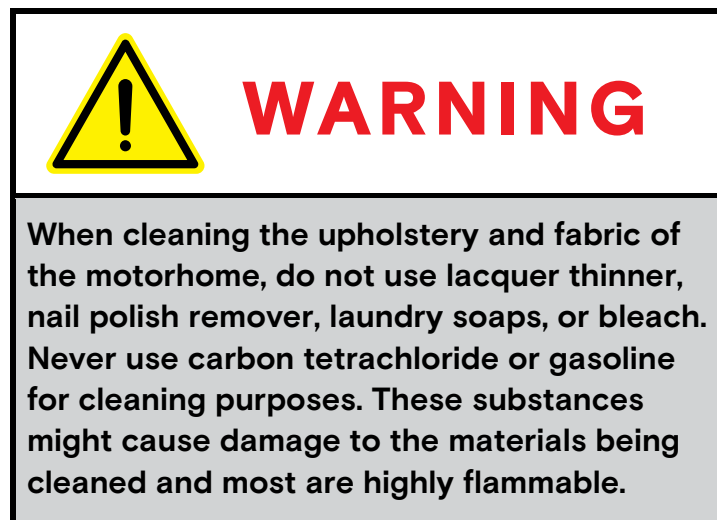 WARNING
When cleaning the upholstery and fabric of
the motorhome, do not use lacquer thinner,
nail polish remover, laundry soaps, or bleach.
Never use carbon tetrachloride or gasoline
for cleaning purposes. These substances
might cause damage to the materials being
cleaned and most are highly flammable.